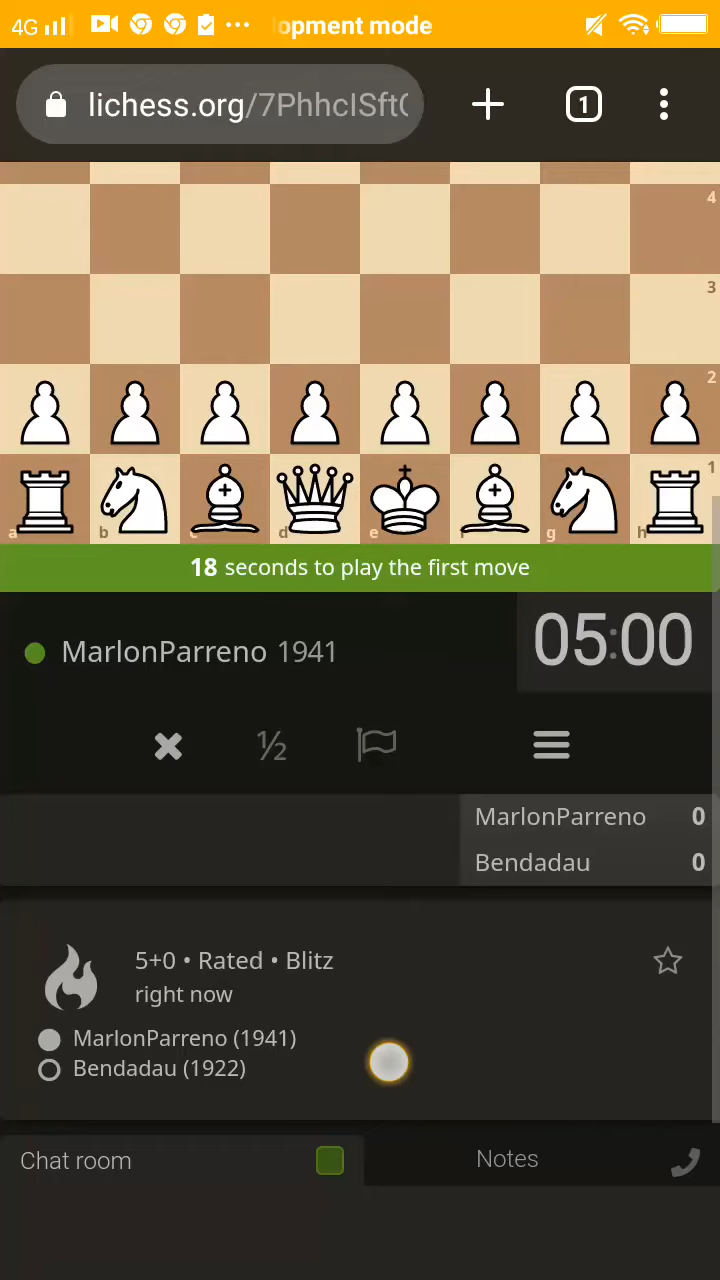 4G opment mode
lichess.org/7PhhcISft
1
4
3
2
1
a b c d e f g h
18 seconds to play the first move
MarlonParreno 1941
05:00
½
MarlonParreno 0
Bendadau 0
5+0 • Rated • Blitz
right now
MarlonParreno (1941)
Bendadau (1922)
Chat room
Notes